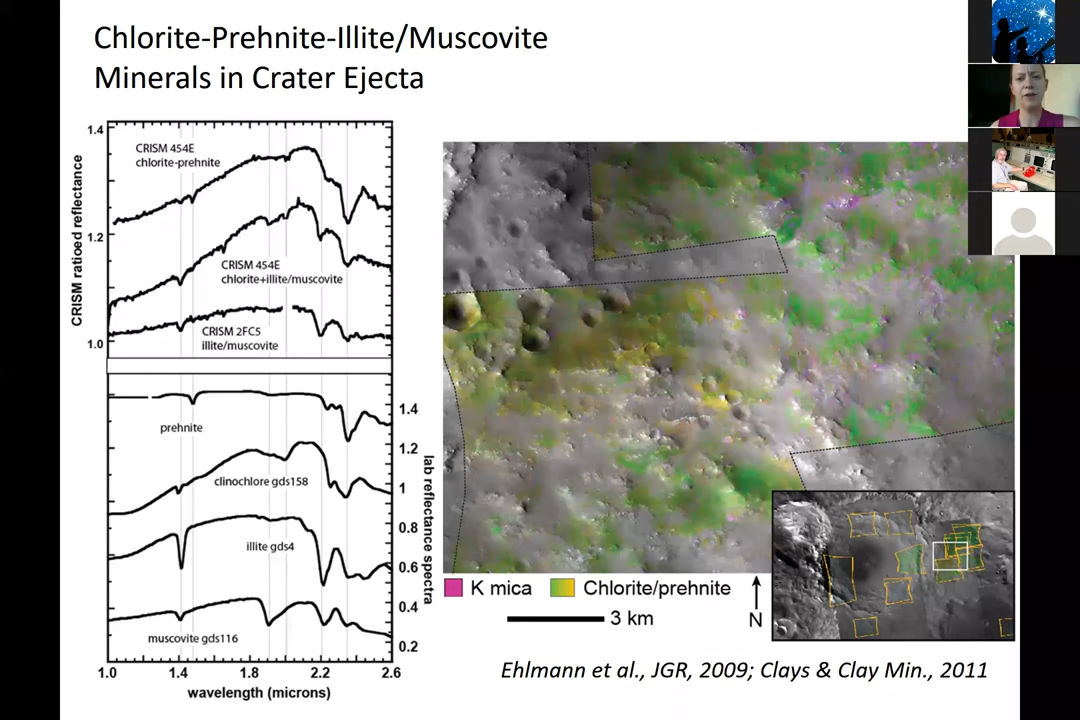 Chlorite-Prehnite-Illite/Muscovite
Minerals in Crater Ejecta
CRISM ratioed reflectance
1.4
1.2
1.0
CRISM 454E
chlorite-prehnite
CRISM 454E
chlorite+illite/muscovite
CRISM 2FC5
illite/muscovite
prehnite
clinochlore gds158
illite gds4
muscovite gds116
1.4
1.2
1
0.8
0.6
0.4
0.2
lab reflectance spectra
1.0 1.4 1.8 2.2 2.6
wavelength (microns)
K mica
Chlorite/prehnite
3 km
N
Ehlmann et al., JGR, 2009; Clays & Clay Min., 2011